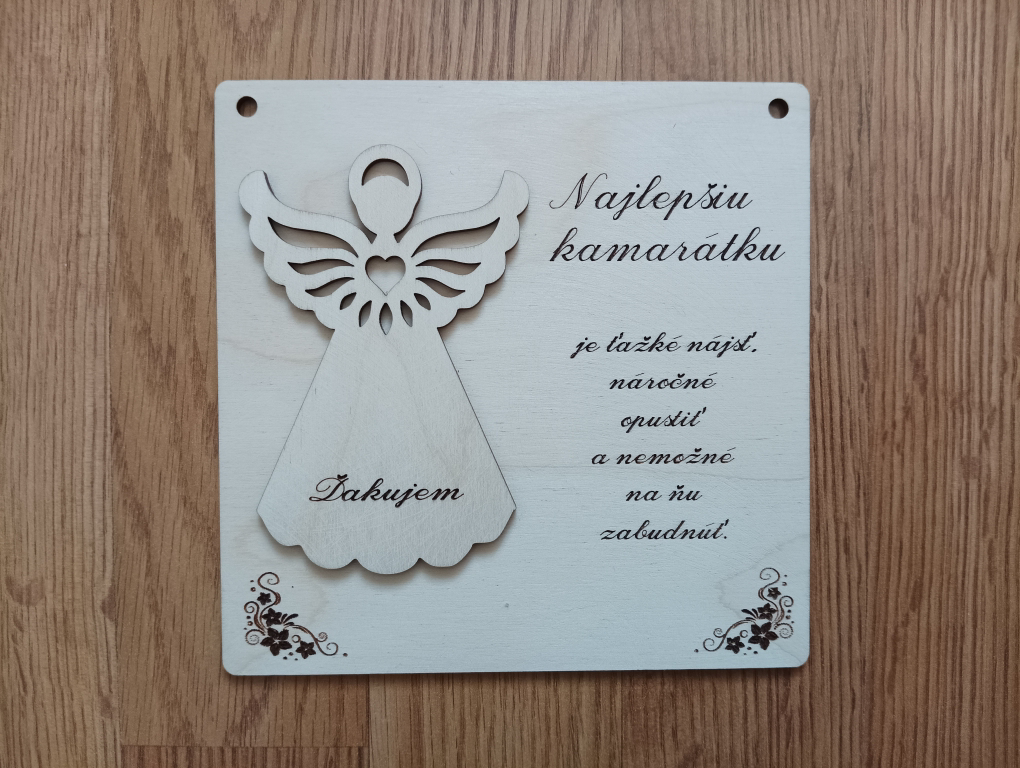 Najlepšiu
kamarátku
je ťažké nájsť,
náročné
opustiť
a nemožné
na ňu
zabudnúť.
Ďakujem